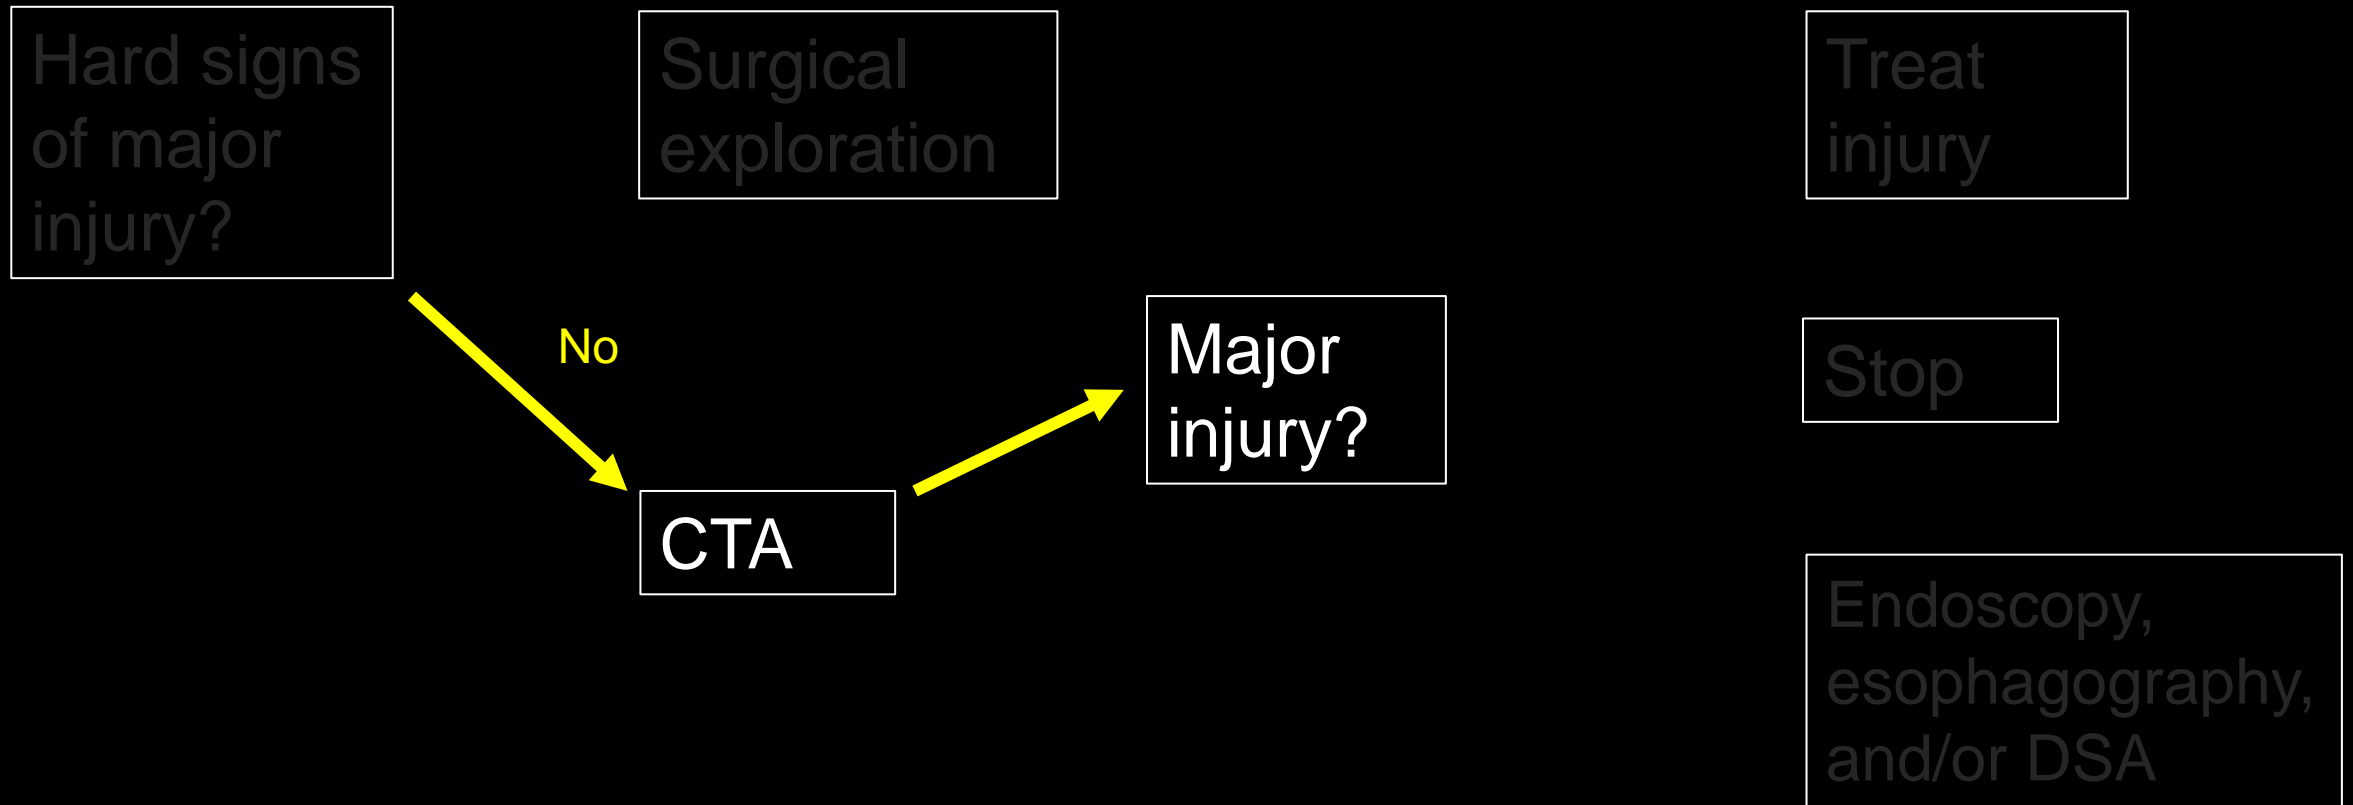 Hard signs
of major
injury?
Surgical
exploration
Treat
injury
No
Major
injury?
Stop
CTA
Endoscopy,
esophagography,
and/or DSA